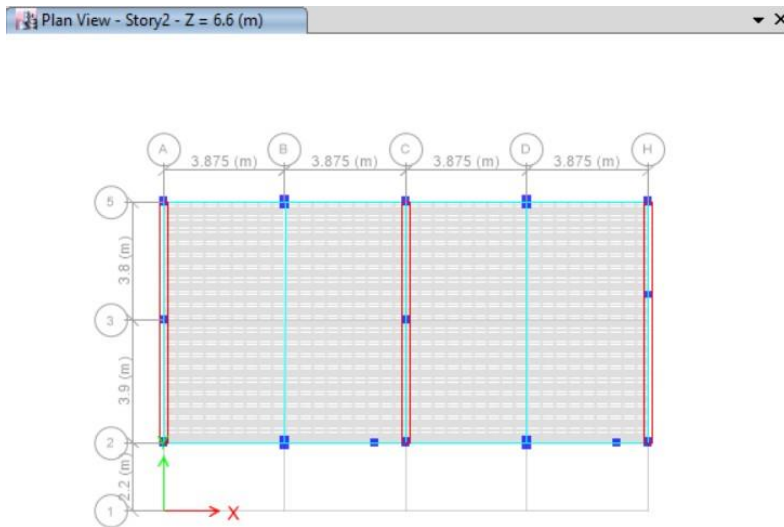 Plan View - Story2 - Z = 6.6 (m)
A B C D H
3.875 (m) 3.875 (m) 3.875 (m) 3.875 (m)
5
3.8 (m)
3
3.9 (m)
2
2.2 (m)
1
X